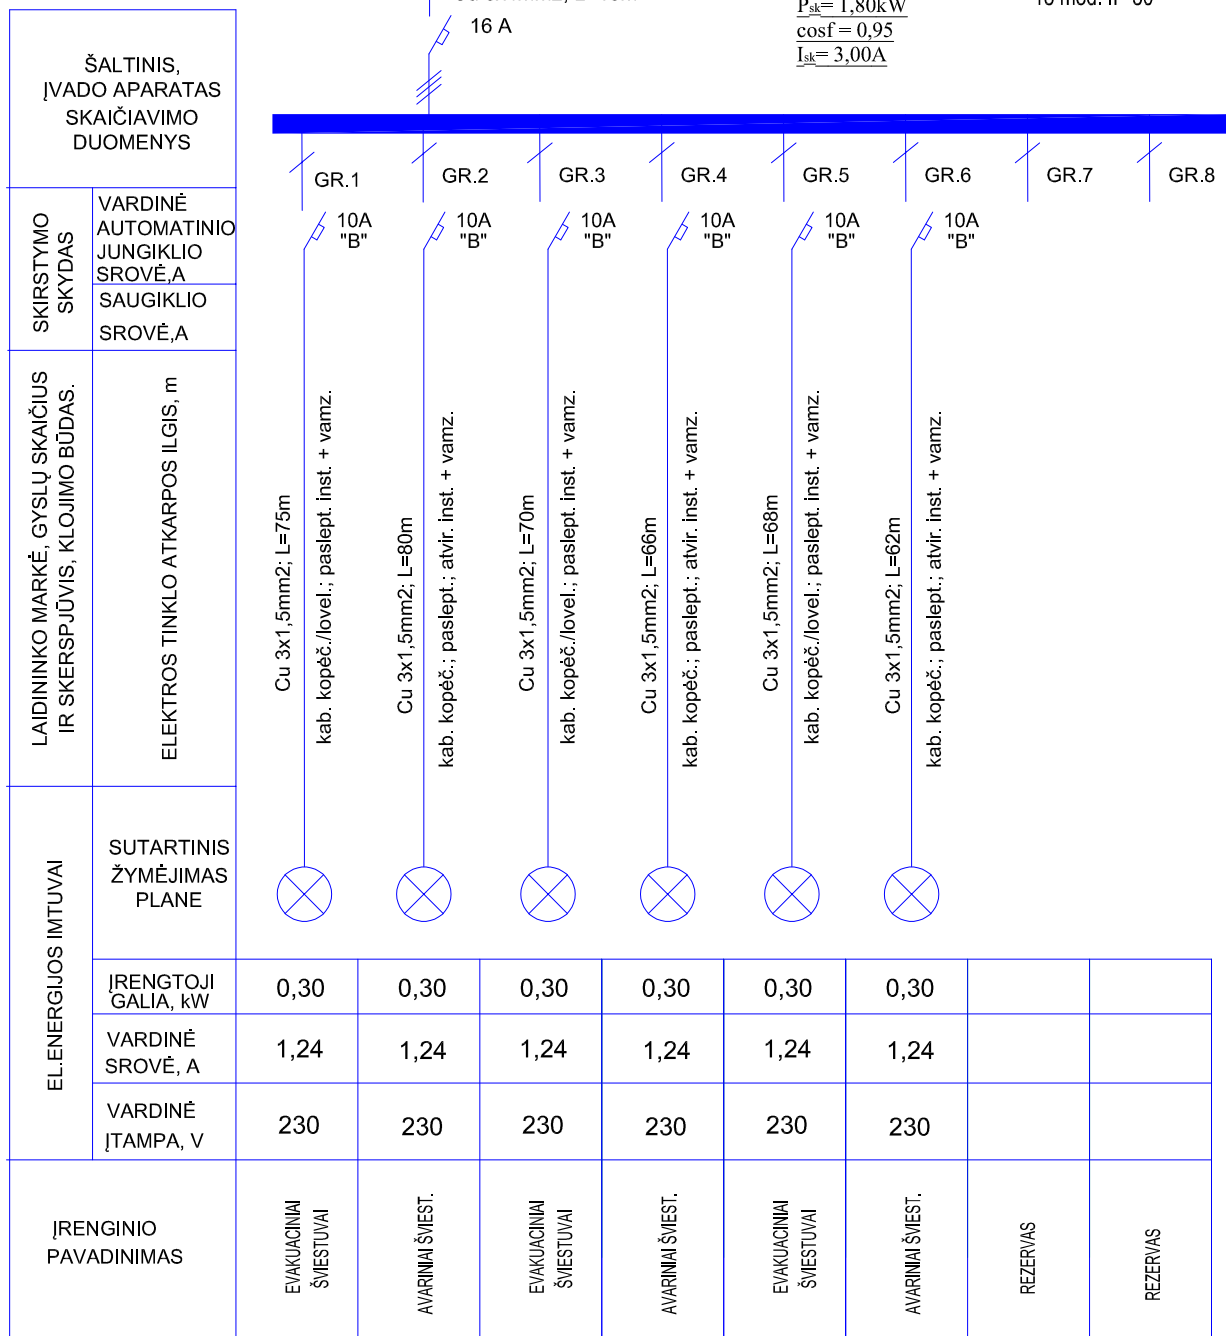 16 A
Psk= 1,80kW
cosf = 0,95
Isk= 3,00A
ŠALTINIS,
ĮVADO APARATAS
SKAIČIAVIMO
DUOMENYS
GR.1
GR.2
GR.3
GR.4
GR.5
GR.6
GR.7
GR.8
SKIRSTYMO
SKYDAS
VARDINĖ
AUTOMATINIO
JUNGIKLIO
SROVĖ,A
10A
"B"
10A
"B"
10A
"B"
10A
"B"
10A
"B"
10A
"B"
SAUGIKLIO
SROVĖ,A
LAIDININKO MARKĖ, GYSLŲ SKAIČIUS
IR SKERSPJŪVIS, KLOJIMO BŪDAS.
ELEKTROS TINKLO ATKARPOS ILGIS, m
Cu 3x1,5mm2; L=75m
kab. kopėč./lovel.; paslept. inst. + vamz.
Cu 3x1,5mm2; L=80m
kab. kopėč.; paslept.; atvir. inst. + vamz.
Cu 3x1,5mm2; L=70m
kab. kopėč./lovel.; paslept. inst. + vamz.
Cu 3x1,5mm2; L=66m
kab. kopėč.; paslept.; atvir. inst. + vamz.
Cu 3x1,5mm2; L=68m
kab. kopėč./lovel.; paslept. inst. + vamz.
Cu 3x1,5mm2; L=62m
kab. kopėč.; paslept.; atvir. inst. + vamz.
EL.ENERGIJOS IMTUVAI
SUTARTINIS
ŽYMĖJIMAS
PLANE
ĮRENGTOJI
GALIA, kW
0,30 0,30 0,30 0,30 0,30 0,30
VARDINĖ
SROVĖ, A
1,24 1,24 1,24 1,24 1,24 1,24
VARDINĖ
ĮTAMPA, V
230 230 230 230 230 230
ĮRENGINIO
PAVADINIMAS
EVAKUACINIAI
ŠVIESTUVAI
AVARINIAI ŠVIEST.
EVAKUACINIAI
ŠVIESTUVAI
AVARINIAI ŠVIEST.
EVAKUACINIAI
ŠVIESTUVAI
AVARINIAI ŠVIEST.
REZERVAS
REZERVAS